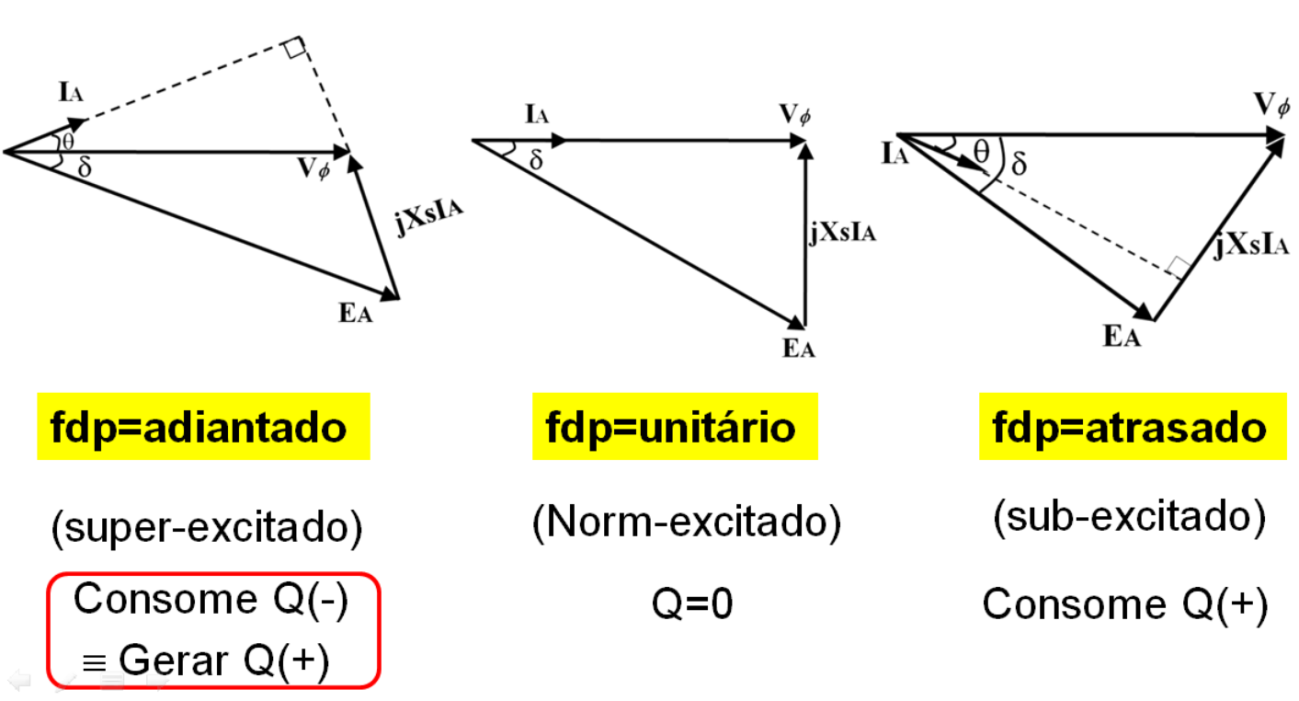 IA
θ
δ
Vϕ
jXsIA
EA
IA
Vϕ
δ
jXsIA
EA
Vϕ
IA
θ
δ
jXsIA
EA
fdp=adiantado
(super-excitado)
Consome Q(-)
≡ Gerar Q(+)
fdp=unitário
(Norm-excitado)
Q=0
fdp=atrasado
(sub-excitado)
Consome Q(+)